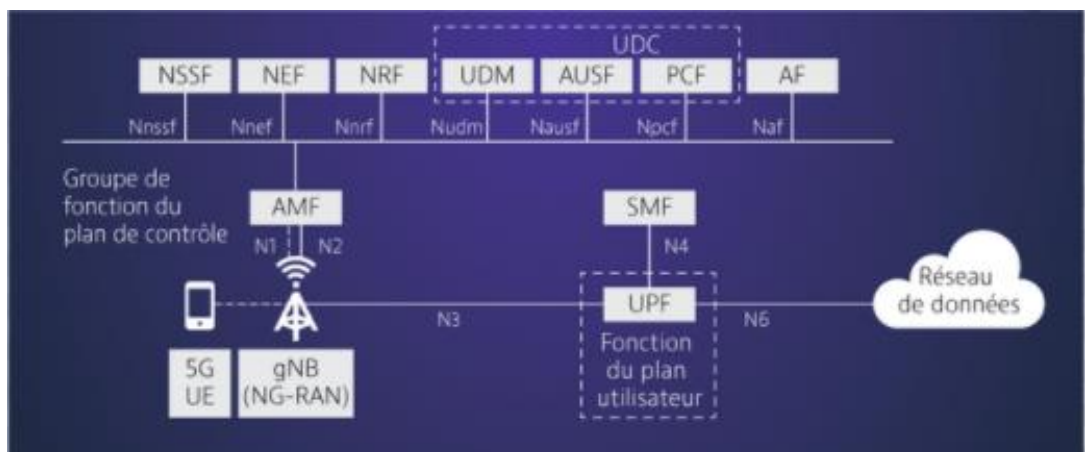 UDC
NSSF NEF NRF UDM AUSF PCF AF
Nnssf Nnef Nnrf Nudm Nausf Npcf Naf
Groupe de
fonction du
plan de contrôle
AMF SMF
N1 N2 N4
Réseau
de données
UPF
N3 N6
Fonction
du plan
utilisateur
5G
UE
gNB
(NG-RAN)